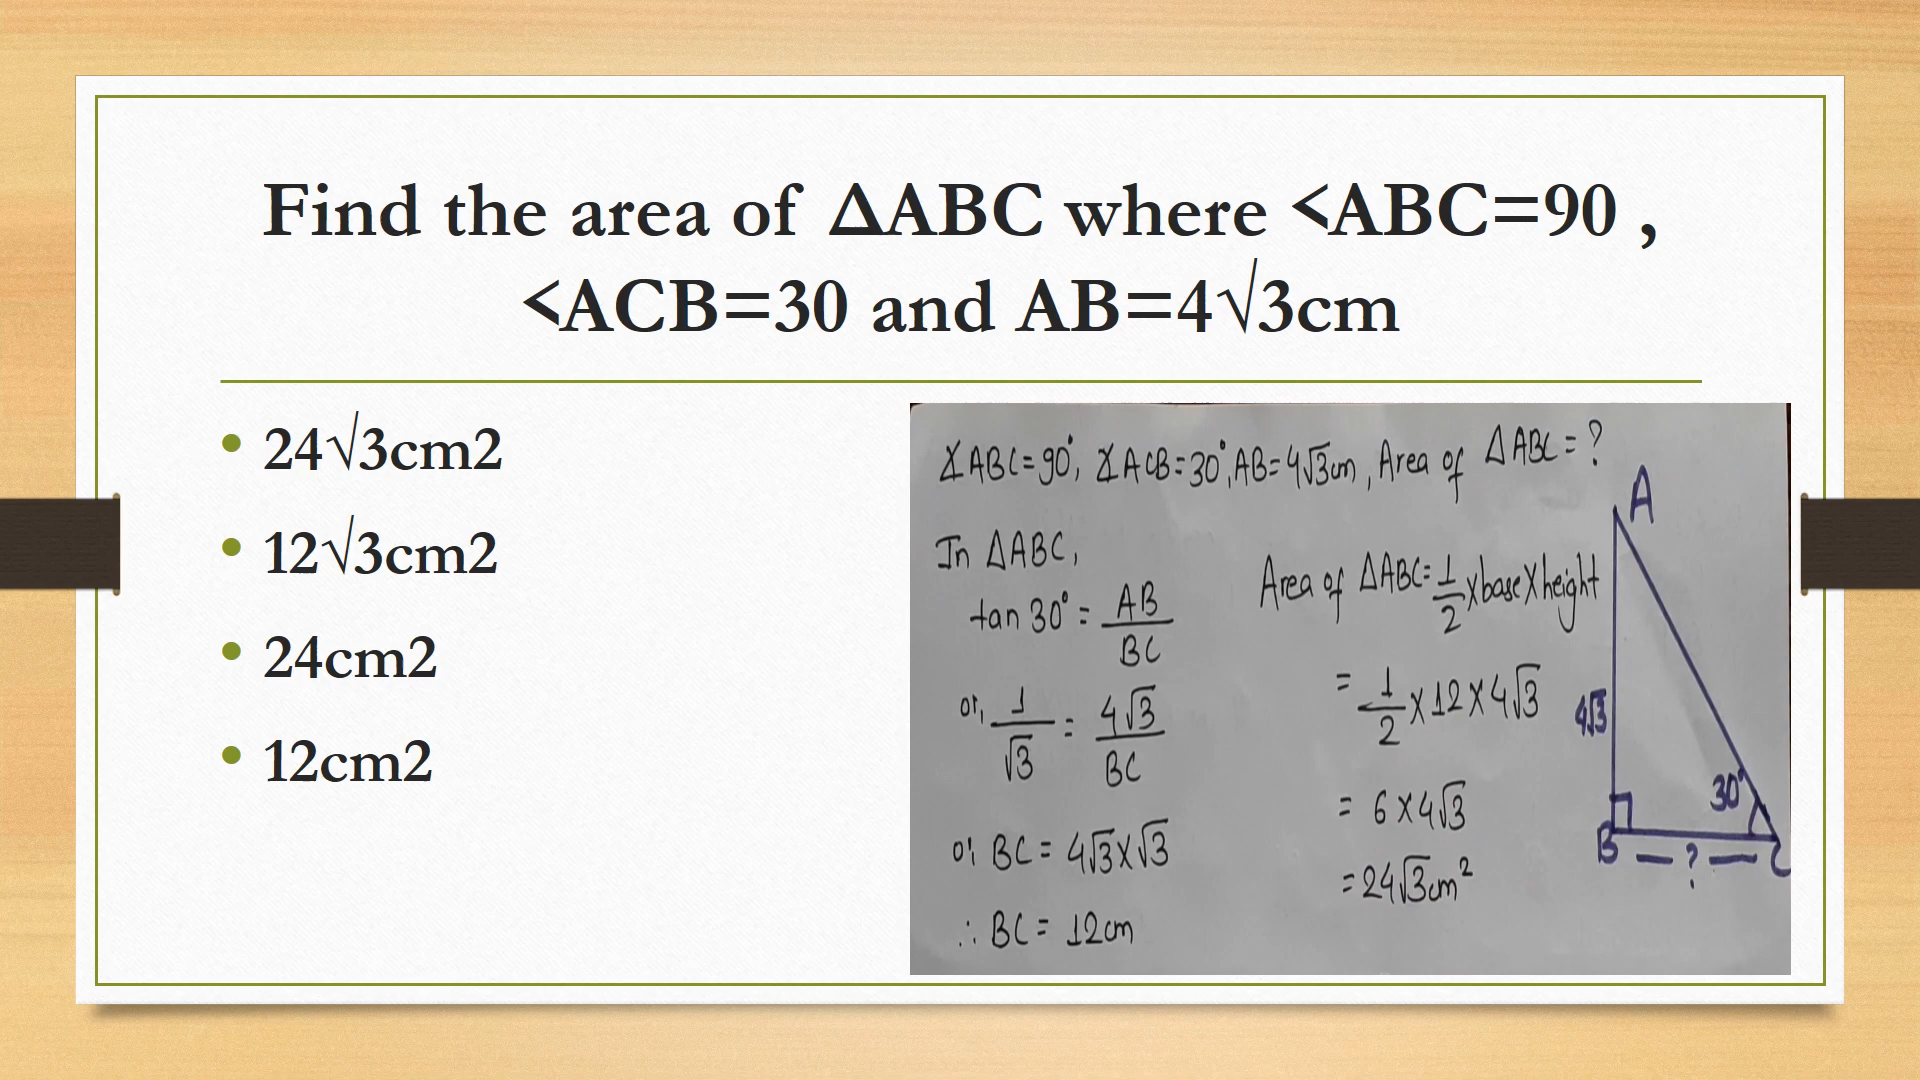 Find the area of ΔABC where <ABC=90 ,
<ACB=30 and AB=4√3cm
24√3cm2
12√3cm2
24cm2
12cm2
∡ABC=90°, ∡ACB=30°, AB=4√3cm, Area of ΔABC=?
In ΔABC,
tan 30° = AB/BC
or, 1/√3 = 4√3/BC
or BC = 4√3×√3
∴ BC = 12cm
Area of ΔABC= 1/2 ×base×height
= 1/2 ×12×4√3
= 6×4√3
=24√3cm²
A
4√3
30°
B
?
C